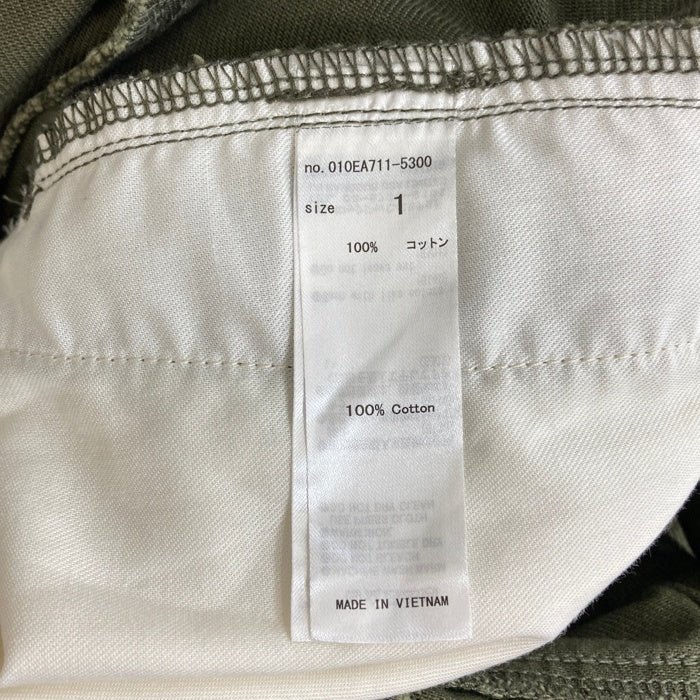 no. 010EA711-5300
size 1
100% コットン
100% Cotton
MADE IN VIETNAM